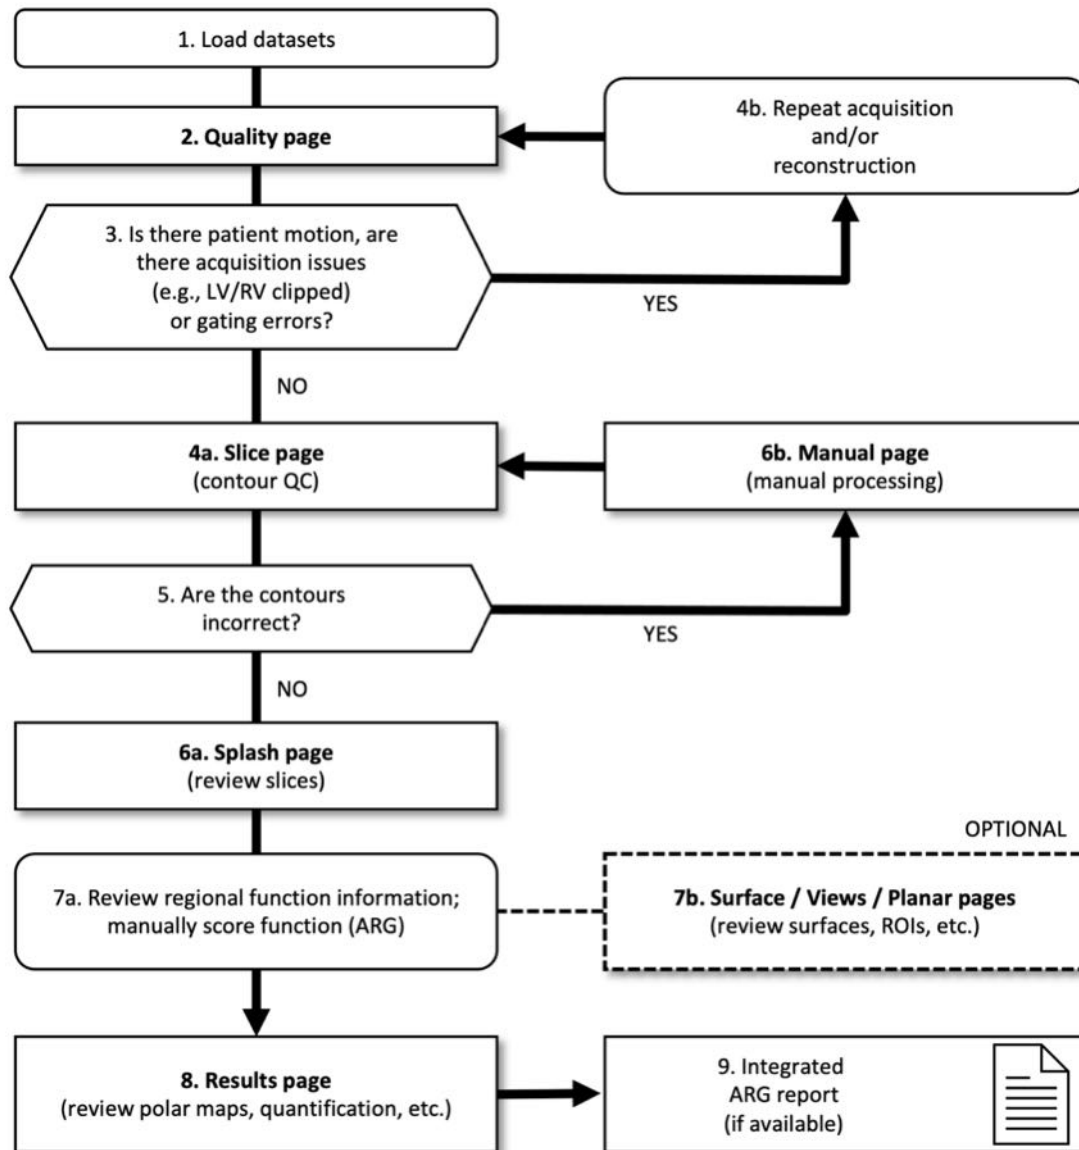 1. Load datasets
2. Quality page
4b. Repeat acquisition
and/or
reconstruction
3. Is there patient motion, are
there acquisition issues
(e.g., LV/RV clipped)
or gating errors?
YES
NO
4a. Slice page
(contour QC)
6b. Manual page
(manual processing)
5. Are the contours
incorrect?
YES
NO
6a. Splash page
(review slices)
OPTIONAL
7a. Review regional function information;
manually score function (ARG)
7b. Surface / Views / Planar pages
(review surfaces, ROIs, etc.)
8. Results page
(review polar maps, quantification, etc.)
9. Integrated
ARG report
(if available)